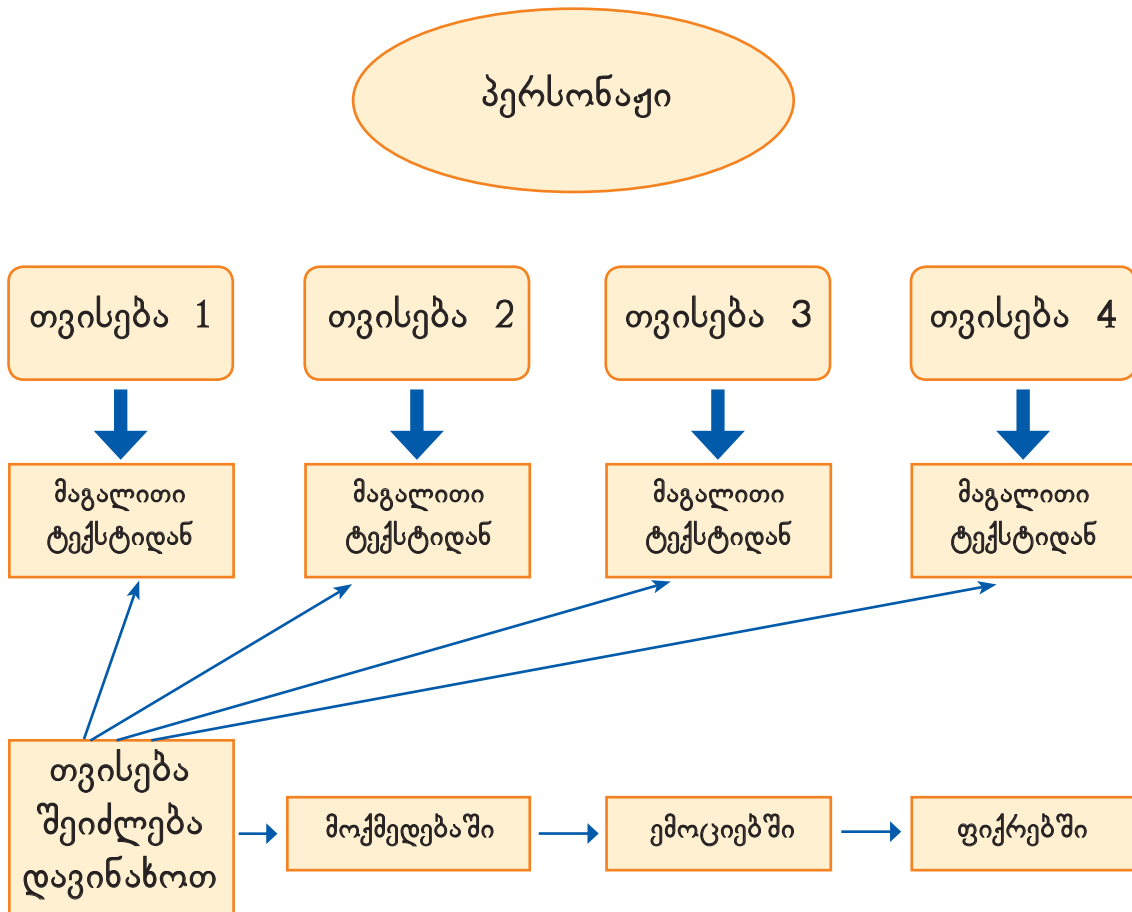 პერსონაჟი
თვისება 1
თვისება 2
თვისება 3
თვისება 4
მაგალითი
ტექსტიდან
მაგალითი
ტექსტიდან
მაგალითი
ტექსტიდან
მაგალითი
ტექსტიდან
თვისება
შეიძლება
დავინახოთ
მოქმედებაში
ემოციებში
ფიქრებში